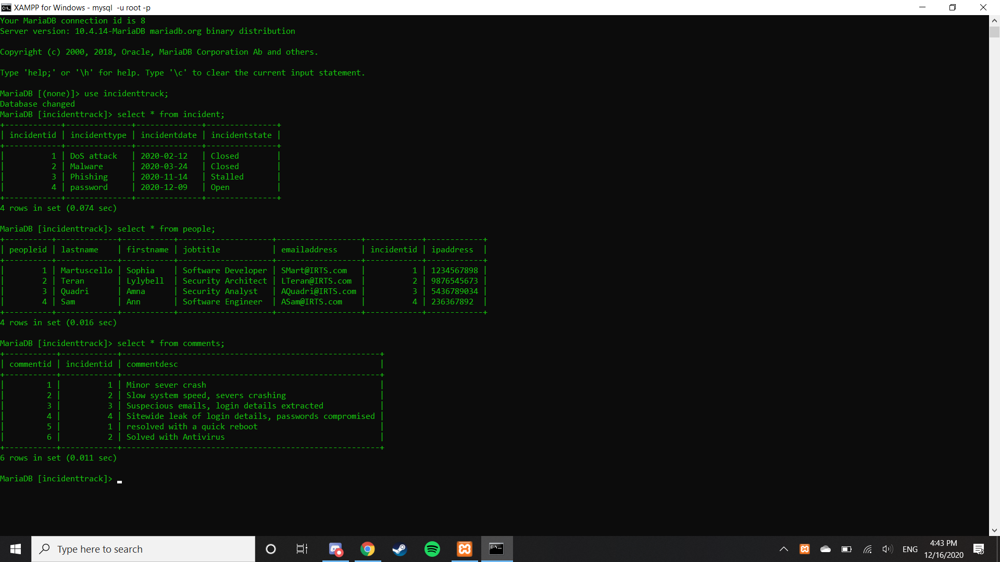 XAMPP for Windows - mysql  -u root -p
Your MariaDB connection id is 8
Server version: 10.4.14-MariaDB mariadb.org binary distribution
Copyright (c) 2000, 2018, Oracle, MariaDB Corporation Ab and others.
Type 'help;' or '\h' for help. Type '\c' to clear the current input statement.
MariaDB [(none)]> use incidenttrack;
Database changed
MariaDB [incidenttrack]> select * from incident;
+------------+--------------+--------------+---------------+
| incidentid | incidenttype | incidentdate | incidentstate |
+------------+--------------+--------------+---------------+
|          1 | DoS attack   | 2020-02-12   | Closed        |
|          2 | Malware      | 2020-03-24   | Closed        |
|          3 | Phishing     | 2020-11-14   | Stalled       |
|          4 | password     | 2020-12-09   | Open          |
+------------+--------------+--------------+---------------+
4 rows in set (0.074 sec)
MariaDB [incidenttrack]> select * from people;
+----------+-------------+-----------+--------------------+------------------+------------+------------+
| peopleid | lastname    | firstname | jobtitle           | emailaddress     | incidentid | ipaddress  |
+----------+-------------+-----------+--------------------+------------------+------------+------------+
|        1 | Martuscello | Sophia    | Software Developer | SMart@IRTS.com   |          1 | 1234567898 |
|        2 | Teran       | Lylybell  | Security Architect | LTeran@IRTS.com  |          2 | 9876545673 |
|        3 | Quadri      | Amna      | Security Analyst   | AQuadri@IRTS.com |          3 | 5436789034 |
|        4 | Sam         | Ann       | Software Engineer  | ASam@IRTS.com    |          4 | 236367892  |
+----------+-------------+-----------+--------------------+------------------+------------+------------+
4 rows in set (0.016 sec)
MariaDB [incidenttrack]> select * from comments;
+-----------+------------+-------------------------------------------------------+
| commentid | incidentid | commentdesc                                           |
+-----------+------------+-------------------------------------------------------+
|         1 |          1 | Minor sever crash                                     |
|         2 |          2 | Slow system speed, severs crashing                    |
|         3 |          3 | Suspecious emails, login details extracted            |
|         4 |          4 | Sitewide leak of login details, passwords compromised |
|         5 |          1 | resolved with a quick reboot                          |
|         6 |          2 | Solved with Antivirus                                 |
+-----------+------------+-------------------------------------------------------+
6 rows in set (0.011 sec)
MariaDB [incidenttrack]>
Type here to search
ENG
4:43 PM
12/16/2020